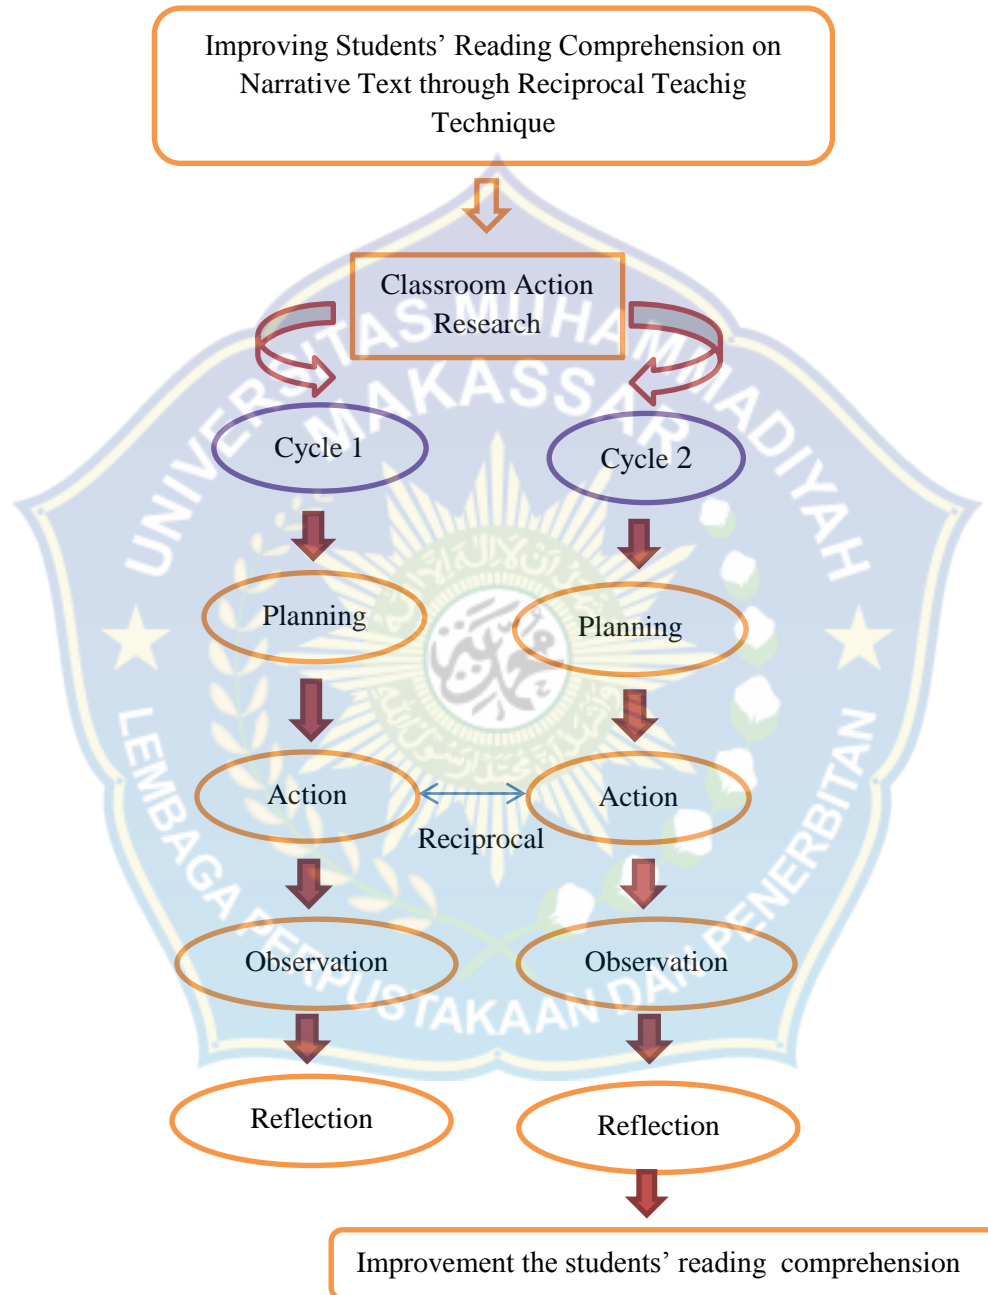 Improving Students’ Reading Comprehension on
Narrative Text through Reciprocal Teachig
Technique
Classroom Action
Research
UNIVERSITAS MUHAMMADIYAH
MAKASSAR
Cycle 1
Cycle 2
Planning
Planning
Action
Action
Reciprocal
Observation
Observation
LEMBAGA PERPUSTAKAAN DAN PENERBITAN
Reflection
Reflection
Improvement the students’ reading comprehension